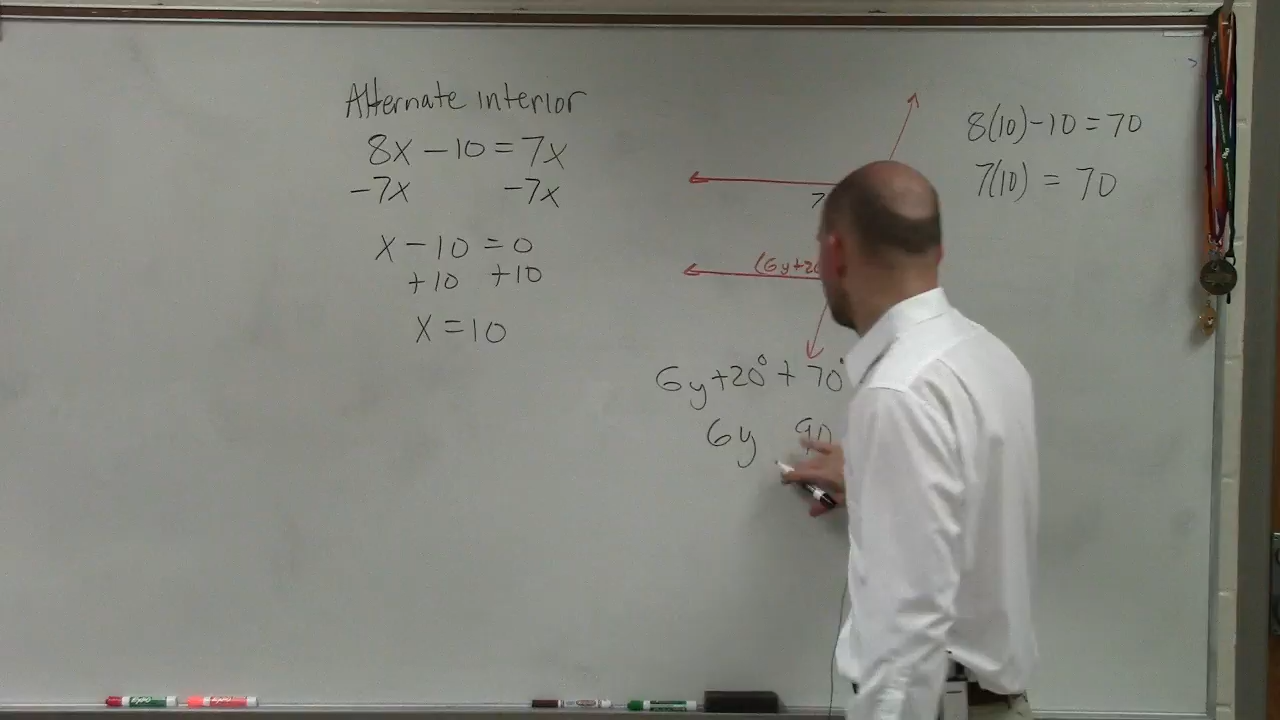 Alternate interior
8x - 10 = 7x
-7x -7x
x - 10 = 0
+10 +10
x = 10
7
(6y+20
6y+20° + 70°
6y 90
8(10)-10 = 70
7(10) = 70